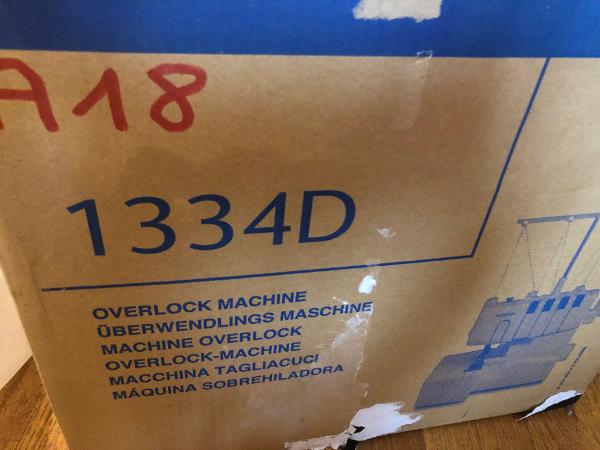 A18
1334D
OVERLOCK MACHINE
ÜBERWENDLINGS MASCHINE
MACHINE OVERLOCK
OVERLOCK-MACHINE
MACCHINA TAGLIACUCI
MÁQUINA SOBREHILADORA